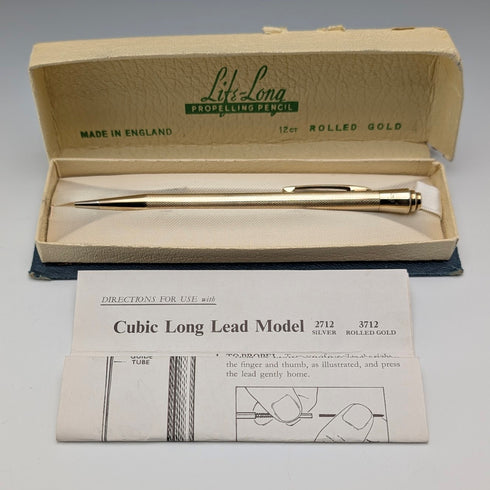 Life-Long
PROPELLING PENCIL
MADE IN ENGLAND
12CT ROLLED GOLD
DIRECTIONS FOR USE with
Cubic Long Lead Model 2712 3712
SILVER ROLLED GOLD
GUIDE
TUBE
TO PROPEL
the finger and thumb, as illustrated, and press
the lead gently home.